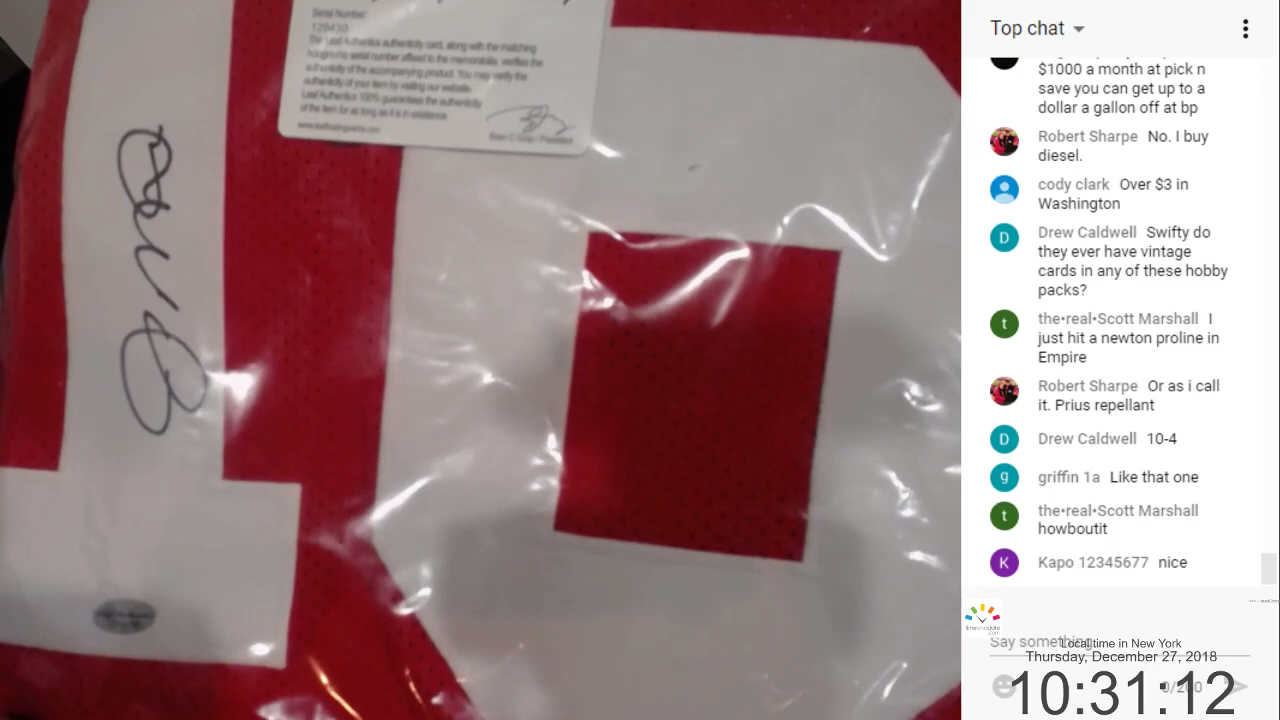 Serial Number:
The Leaf Authentics authenticity card, along with the matching
hologramic serial number affixed to the memorabilia, verifies the
authenticity of the accompanying product. You may verify the
authenticity of your item by visiting our website.
Leaf Authentics 100% guarantees the authenticity
of the item for as long as it is in existence.
President
Top chat
$1000 a month at pick n
save you can get up to a
dollar a gallon off at bp
Robert Sharpe No. I buy
diesel.
cody clark Over $3 in
Washington
D
Drew Caldwell Swifty do
they ever have vintage
cards in any of these hobby
packs?
t
the•real•Scott Marshall I
just hit a newton proline in
Empire
Robert Sharpe Or as i call
it. Prius repellant
D
Drew Caldwell 10-4
g
griffin 1a Like that one
t
the•real•Scott Marshall
howboutit
K
Kapo 12345677 nice
Say something...
Local time in New York
Thursday, December 27, 2018
0/200
10:31:12